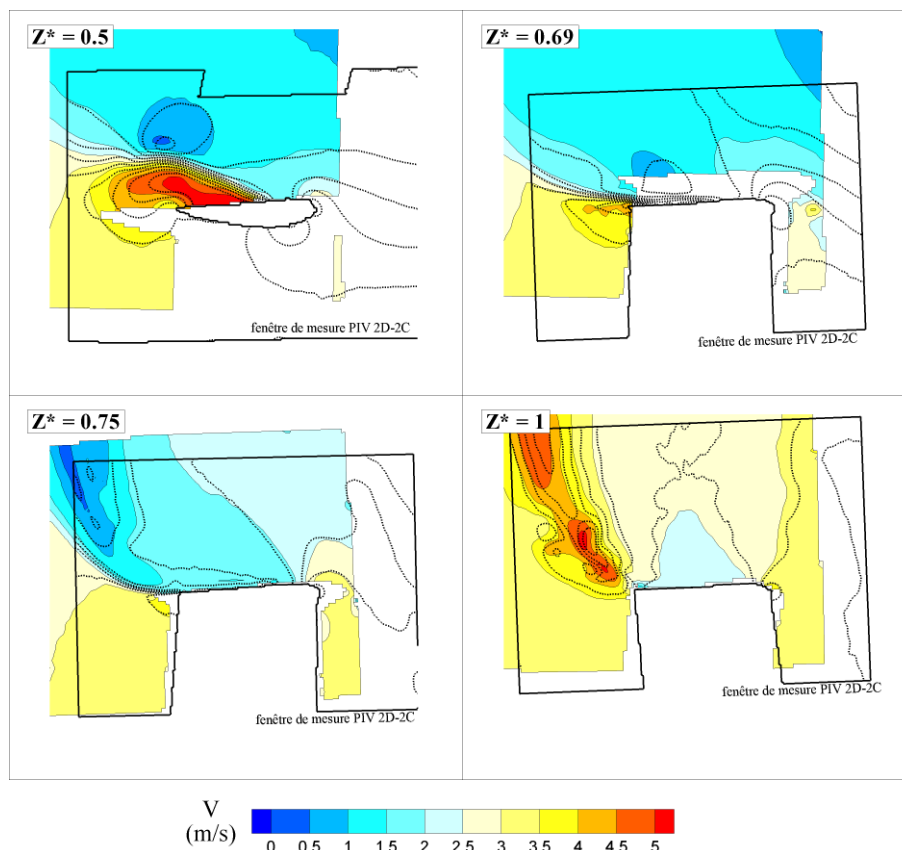 Z* = 0.5
fenêtre de mesure PIV 2D-2C
Z* = 0.69
fenêtre de mesure PIV 2D-2C
Z* = 0.75
fenêtre de mesure PIV 2D-2C
Z* = 1
fenêtre de mesure PIV 2D-2C
V
(m/s)
0 0.5 1 1.5 2 2.5 3 3.5 4 4.5 5